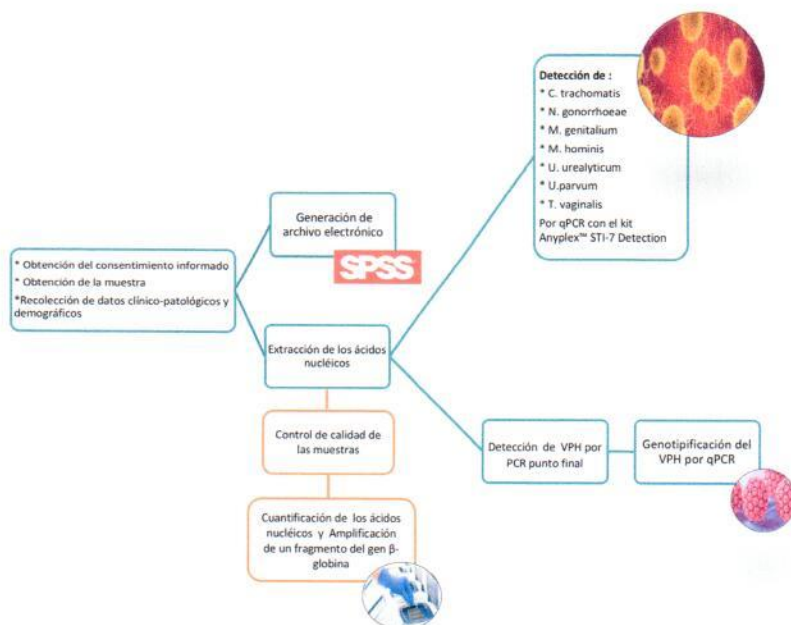 * Obtención del consentimiento informado
* Obtención de la muestra
*Recolección de datos clínico-patológicos y
demográficos
Generación de
archivo electrónico
SPSS
Extracción de los ácidos
nucléicos
Control de calidad de
las muestras
Cuantificación de los ácidos
nucléicos y Amplificación
de un fragmento del gen β-
globina
Detección de :
* C. trachomatis
* N. gonorrhoeae
* M. genitalium
* M. hominis
* U. urealyticum
* U.parvum
* T. vaginalis
Por qPCR con el kit
Anyplex™ STI-7 Detection
Detección de VPH por
PCR punto final
Genotipificación del
VPH por qPCR